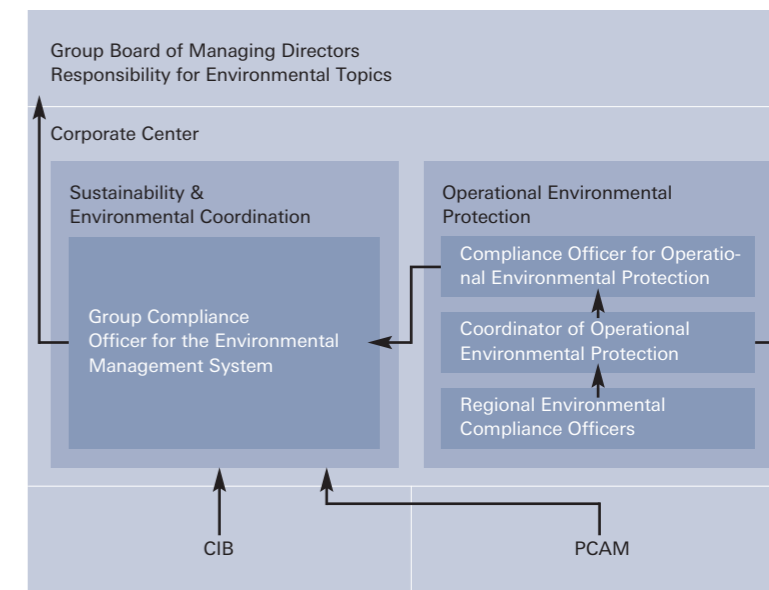 Group Board of Managing Directors
Responsibility for Environmental Topics
Corporate Center
Sustainability &
Environmental Coordination
Group Compliance
Officer for the Environmental
Management System
Operational Environmental
Protection
Compliance Officer for Operatio-
nal Environmental Protection
Coordinator of Operational
Environmental Protection
Regional Environmental
Compliance Officers
CIB
PCAM